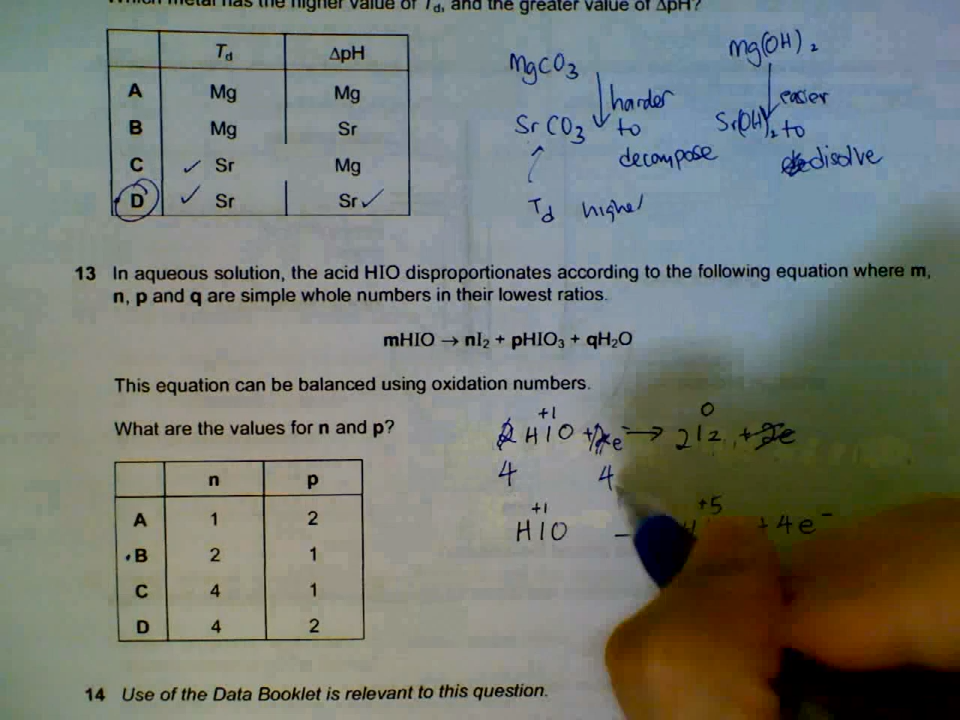 Which metal has the higher value of Td, and the greater value of ΔpH?
Td ΔpH
A Mg Mg
B Mg Sr
C ✓ Sr Mg
D ✓ Sr Sr ✓
MgCO3
harder
SrCO3 to
decompose
Td higher
Mg(OH)2
easier
Sr(OH)2 to
disolve
13 In aqueous solution, the acid HIO disproportionates according to the following equation where m,
n, p and q are simple whole numbers in their lowest ratios.
mHIO → nI2 + pHIO3 + qH2O
This equation can be balanced using oxidation numbers.
What are the values for n and p?
n p
A 1 2
B 2 1
C 4 1
D 4 2
+1 0
2 HIO + 2e → 2I2 + 2e
4 4
+1 +5
HIO + 4e⁻
14 Use of the Data Booklet is relevant to this question.